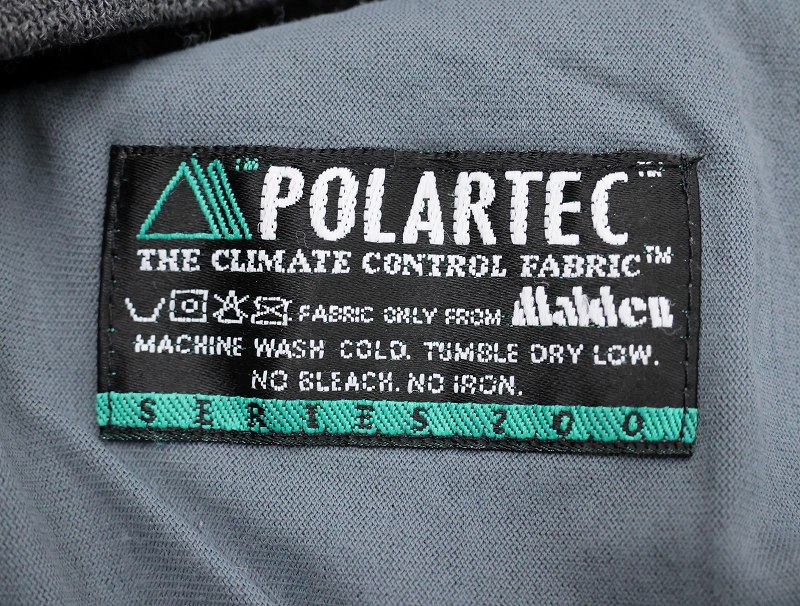 ™POLARTEC™
THE CLIMATE CONTROL FABRIC™
FABRIC ONLY FROM Malden
MACHINE WASH COLD. TUMBLE DRY LOW.
NO BLEACH. NO IRON.
SERIES 200